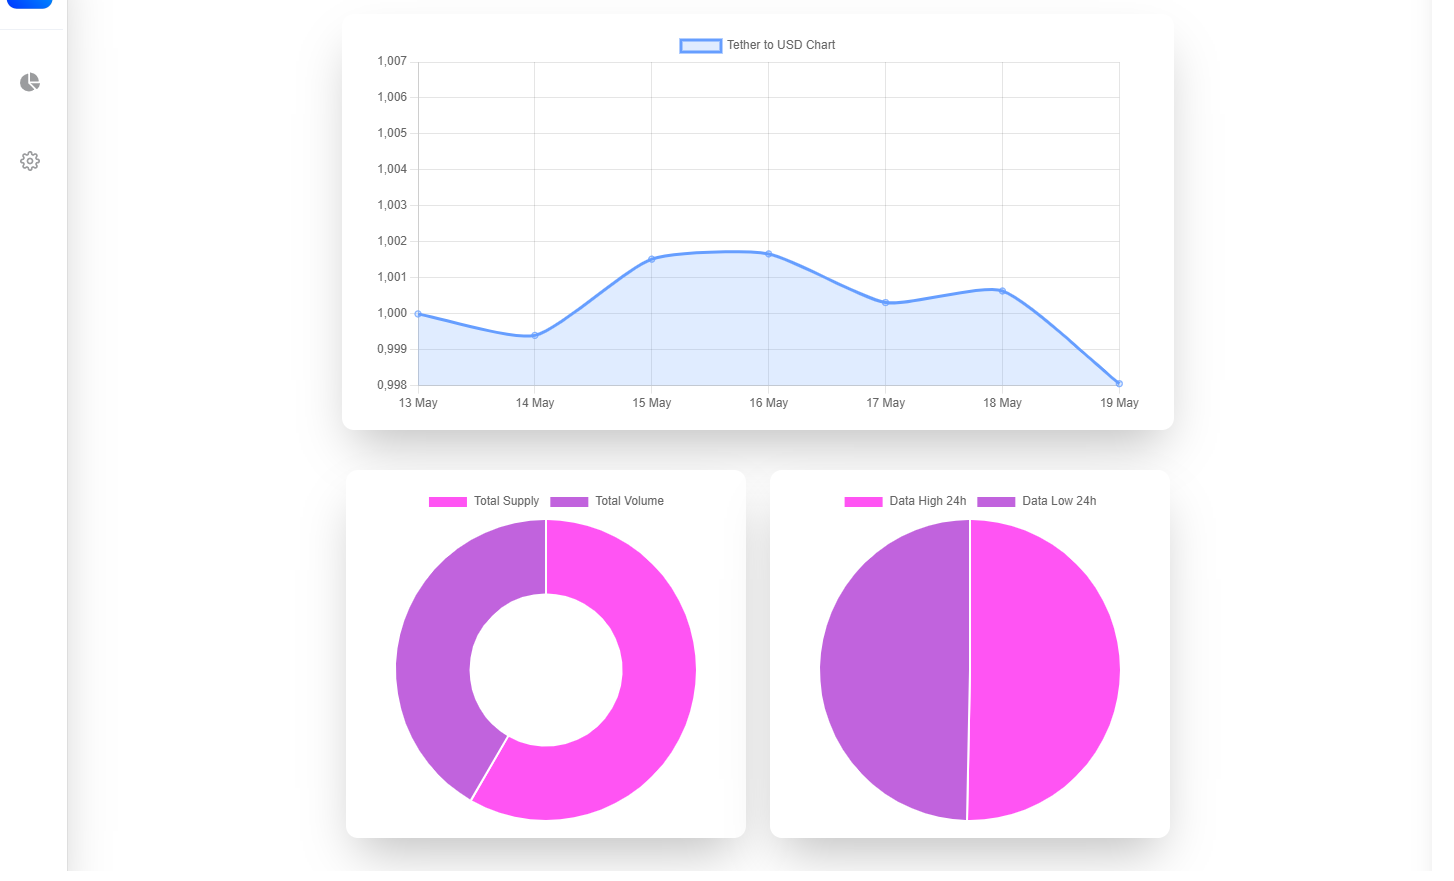 Tether to USD Chart
1,007
1,006
1,005
1,004
1,003
1,002
1,001
1,000
0,999
0,998
13 May 14 May 15 May 16 May 17 May 18 May 19 May
Total Supply Total Volume
Data High 24h Data Low 24h